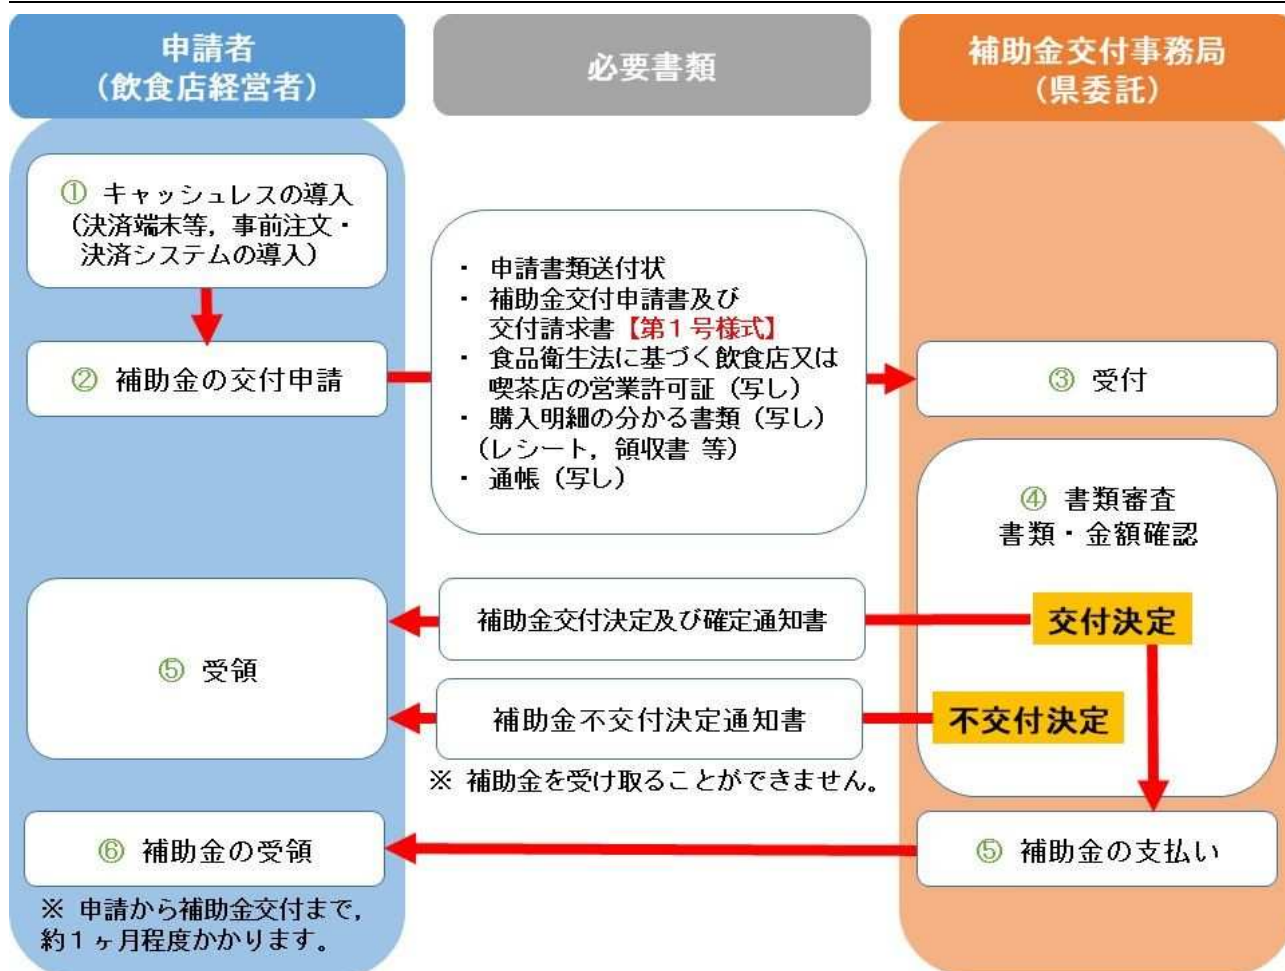 申請者
（飲食店経営者）
必要書類
補助金交付事務局
（県委託）
① キャッシュレスの導入
（決済端末等，事前注文・
決済システムの導入）
② 補助金の交付申請
・ 申請書類送付状
・ 補助金交付申請書及び
交付請求書【第１号様式】
・ 食品衛生法に基づく飲食店又は
喫茶店の営業許可証（写し）
・ 購入明細の分かる書類（写し）
（レシート，領収書 等）
・ 通帳（写し）
③ 受付
④ 書類審査
書類・金額確認
交付決定
補助金交付決定及び確定通知書
⑤ 受領
不交付決定
補助金不交付決定通知書
※ 補助金を受け取ることができません。
⑤ 補助金の支払い
⑥ 補助金の受領
※ 申請から補助金交付まで，
約１ヶ月程度かかります。